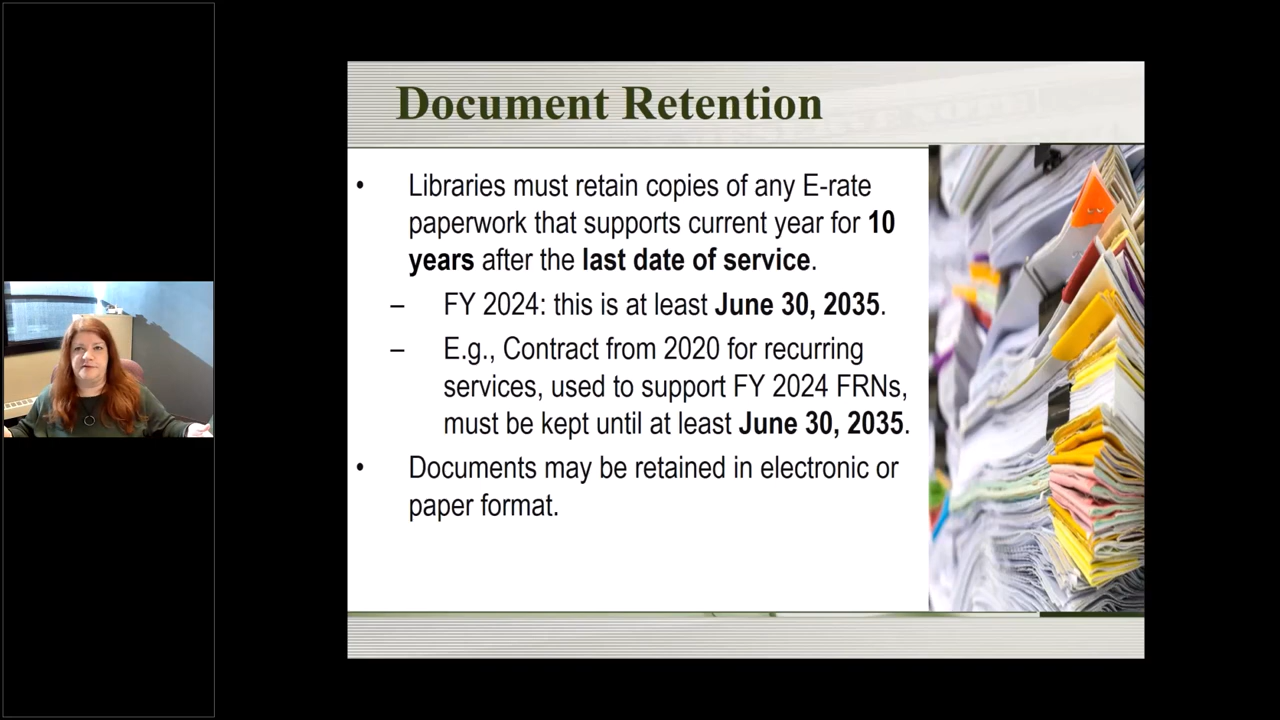 Document Retention
• Libraries must retain copies of any E-rate
paperwork that supports current year for 10
years after the last date of service.
– FY 2024: this is at least June 30, 2035.
– E.g., Contract from 2020 for recurring
services, used to support FY 2024 FRNs,
must be kept until at least June 30, 2035.
• Documents may be retained in electronic or
paper format.